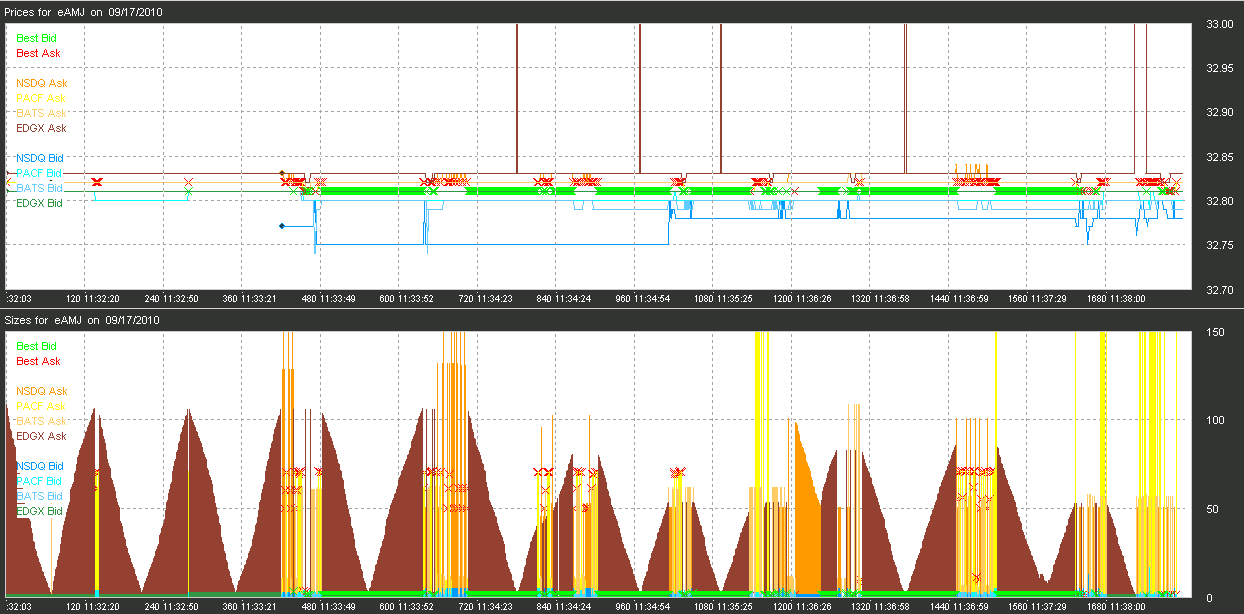 Prices for eAMJ on 09/17/2010
33.00
Best Bid
Best Ask
32.95
NSDQ Ask
PACF Ask
BATS Ask
32.90
EDGX Ask
NSDQ Bid
32.85
PACF Bid
BATS Bid
EDGX Bid
32.80
32.75
32.70
:32:03 120 11:32:20 240 11:32:50 360 11:33:21 480 11:33:49 600 11:33:52 720 11:34:23 840 11:34:24 960 11:34:54 1080 11:35:25 1200 11:36:26 1320 11:36:58 1440 11:36:59 1560 11:37:29 1680 11:38:00
Sizes for eAMJ on 09/17/2010
150
Best Bid
Best Ask
NSDQ Ask
PACF Ask
BATS Ask
100
EDGX Ask
NSDQ Bid
PACF Bid
BATS Bid
EDGX Bid
50
0
:32:03 120 11:32:20 240 11:32:50 360 11:33:21 480 11:33:49 600 11:33:52 720 11:34:23 840 11:34:24 960 11:34:54 1080 11:35:25 1200 11:36:26 1320 11:36:58 1440 11:36:59 1560 11:37:29 1680 11:38:00